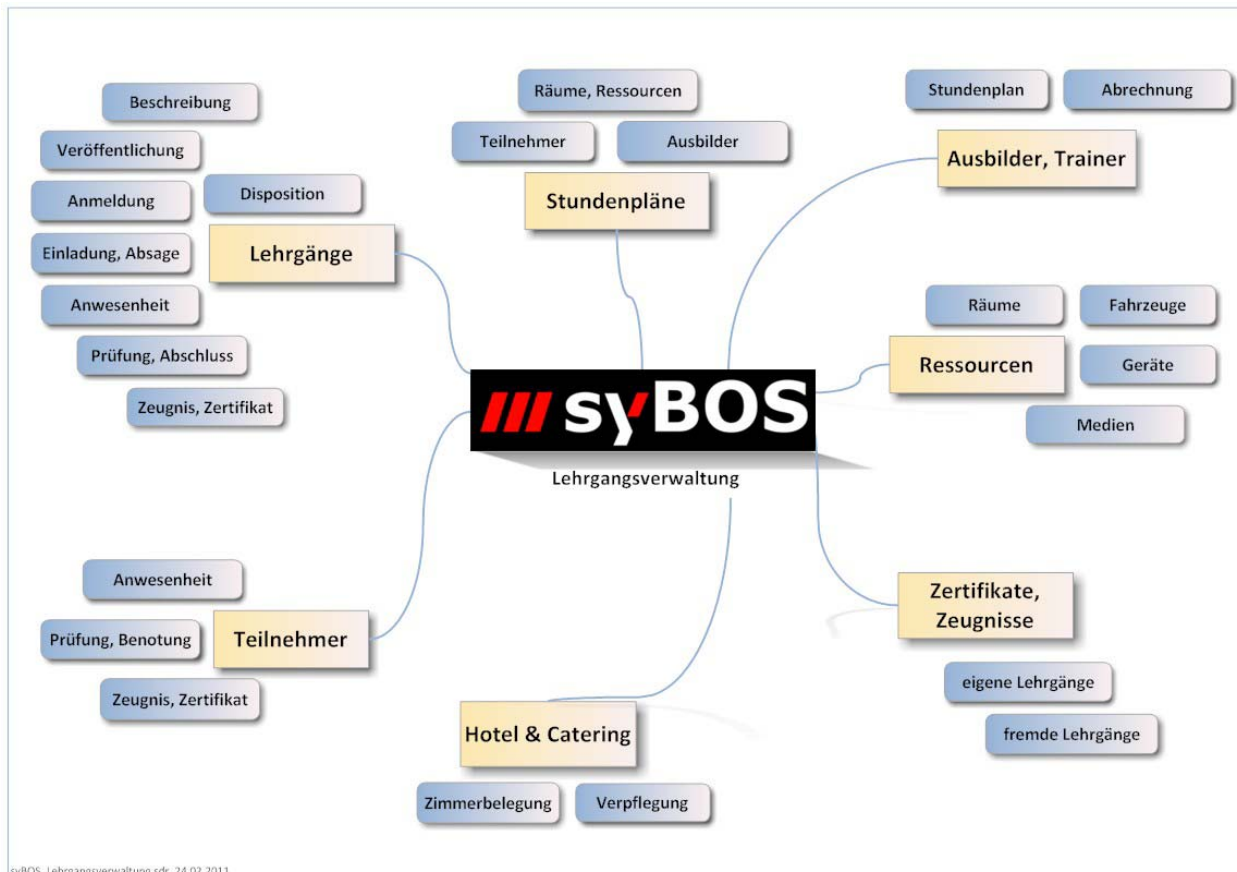 Beschreibung
Veröffentlichung
Anmeldung
Disposition
Einladung, Absage
Lehrgänge
Anwesenheit
Prüfung, Abschluss
Zeugnis, Zertifikat
Räume, Ressourcen
Teilnehmer
Ausbilder
Stundenpläne
Stundenplan
Abrechnung
Ausbilder, Trainer
Räume
Fahrzeuge
Ressourcen
Geräte
Medien
syBOS
Lehrgangsverwaltung
Anwesenheit
Prüfung, Benotung
Teilnehmer
Zeugnis, Zertifikat
Zertifikate,
Zeugnisse
eigene Lehrgänge
fremde Lehrgänge
Hotel & Catering
Zimmerbelegung
Verpflegung